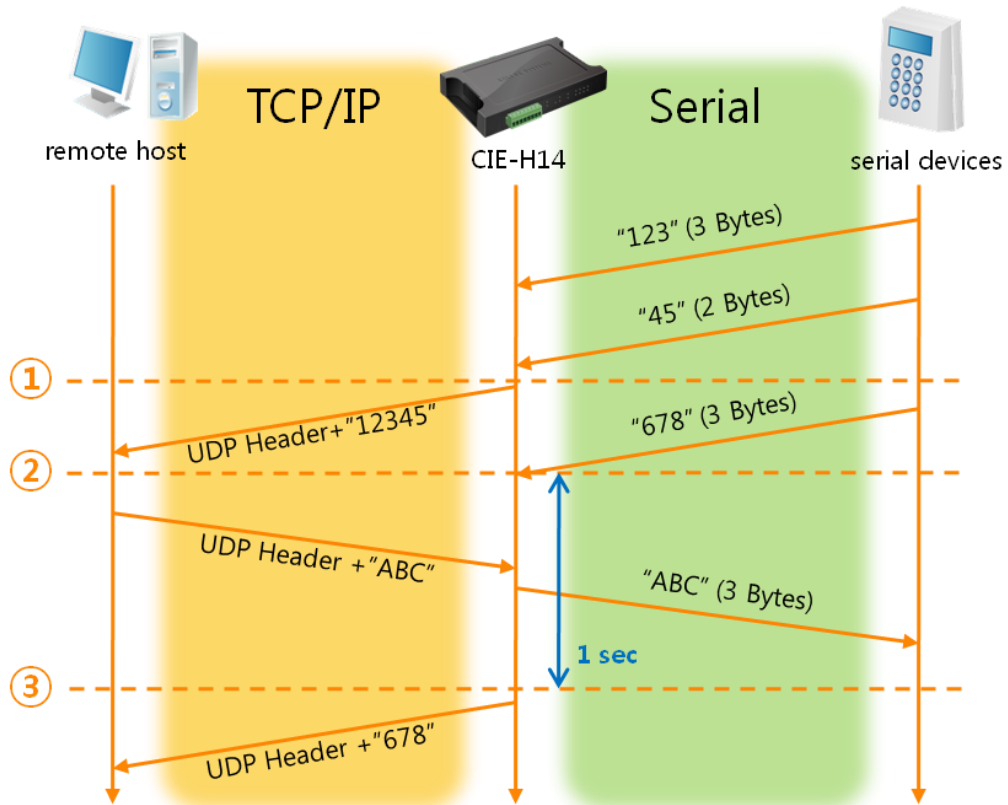 TCP/IP
Serial
remote host
CIE-H14
serial devices
“123” (3 Bytes)
“45” (2 Bytes)
①
UDP Header+”12345”
“678” (3 Bytes)
②
UDP Header +”ABC”
“ABC” (3 Bytes)
1 sec
③
UDP Header +”678”